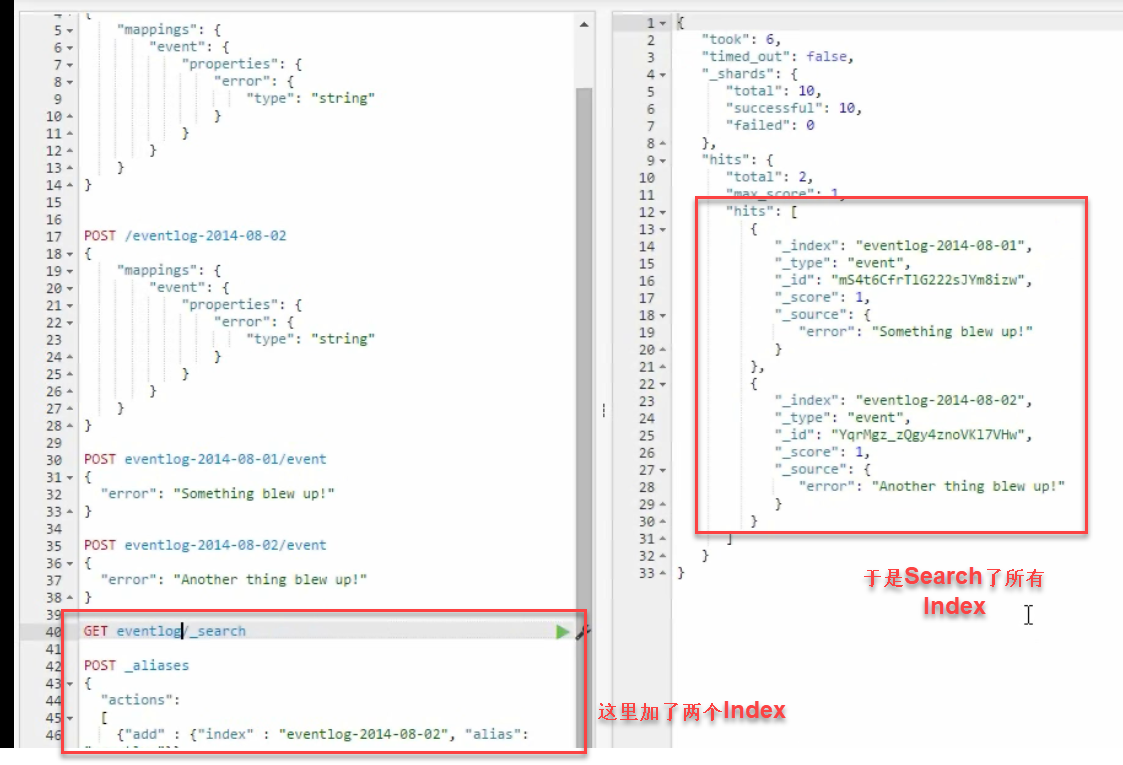 4 {
5 "mappings": {
6 "event": {
7 "properties": {
8 "error": {
9 "type": "string"
10 }
11 }
12 }
13 }
14 }
15
16
17 POST /eventlog-2014-08-02
18 {
19 "mappings": {
20 "event": {
21 "properties": {
22 "error": {
23 "type": "string"
24 }
25 }
26 }
27 }
28 }
29
30 POST eventlog-2014-08-01/event
31 {
32 "error": "Something blew up!"
33 }
34
35 POST eventlog-2014-08-02/event
36 {
37 "error": "Another thing blew up!"
38 }
39
40 GET eventlog/_search
41
42 POST _aliases
43 {
44 "actions":
45 [
46 {"add" : {"index" : "eventlog-2014-08-02", "alias":
1 {
2 "took": 6,
3 "timed_out": false,
4 "_shards": {
5 "total": 10,
6 "successful": 10,
7 "failed": 0
8 },
9 "hits": {
10 "total": 2,
11 "max_score": 1,
12 "hits": [
13 {
14 "_index": "eventlog-2014-08-01",
15 "_type": "event",
16 "_id": "mS4t6CfrTlG222sJYm8izw",
17 "_score": 1,
18 "_source": {
19 "error": "Something blew up!"
20 }
21 },
22 {
23 "_index": "eventlog-2014-08-02",
24 "_type": "event",
25 "_id": "YqrMgz_zQgy4znoVKl7VHw",
26 "_score": 1,
27 "_source": {
28 "error": "Another thing blew up!"
29 }
30 }
31 ]
32 }
33 }
于是Search了所有
Index
这里加了两个Index